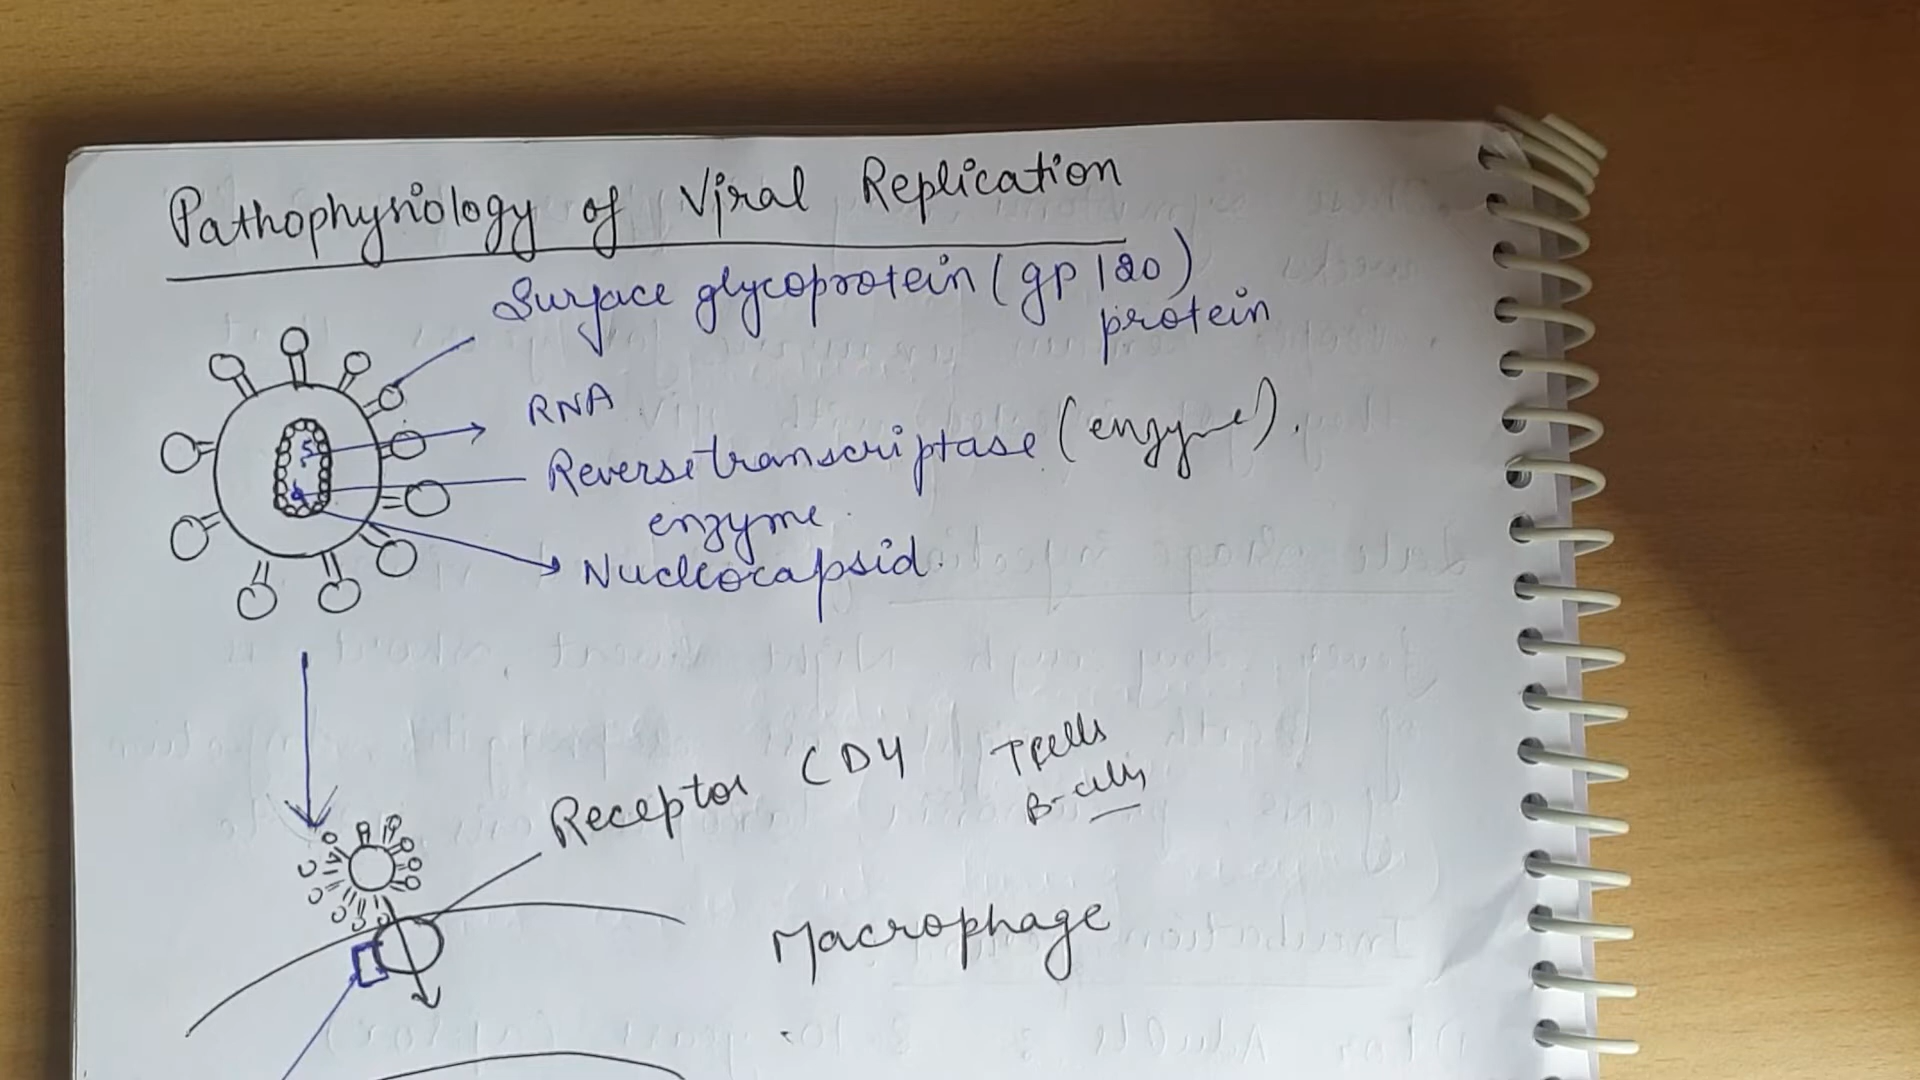 Pathophysiology of Viral Replication
Surface glycoprotein (gp 120)
protein
RNA
Reverse transcriptase (enzyme).
enzyme.
Nucleocapsid.
Receptor CD4 T cells
B-cells
Macrophage